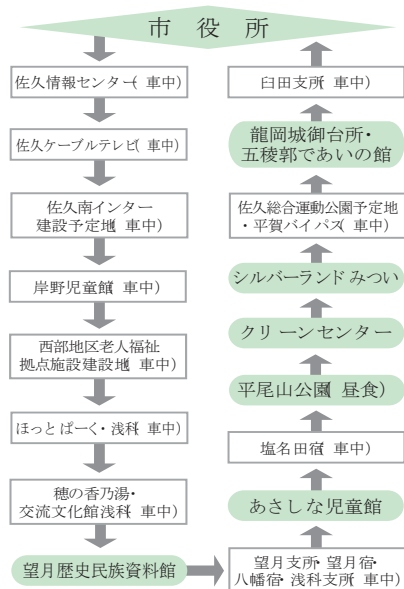 市役所
佐久情報センター(車中)
佐久ケーブルテレビ(車中)
佐久南インター
建設予定地(車中)
岸野児童館(車中)
西部地区老人福祉
拠点施設建設地(車中)
ほっとぱーく・浅科(車中)
穂の香乃湯・
交流文化館浅科(車中)
望月歴史民族資料館
望月支所・望月宿・
八幡宿・浅科支所(車中)
あさしな児童館
塩名田宿(車中)
平尾山公園(昼食)
クリーンセンター
シルバーランドみつい
佐久総合運動公園予定地
・平賀バイパス(車中)
龍岡城御台所・
五稜郭であいの館
臼田支所(車中)